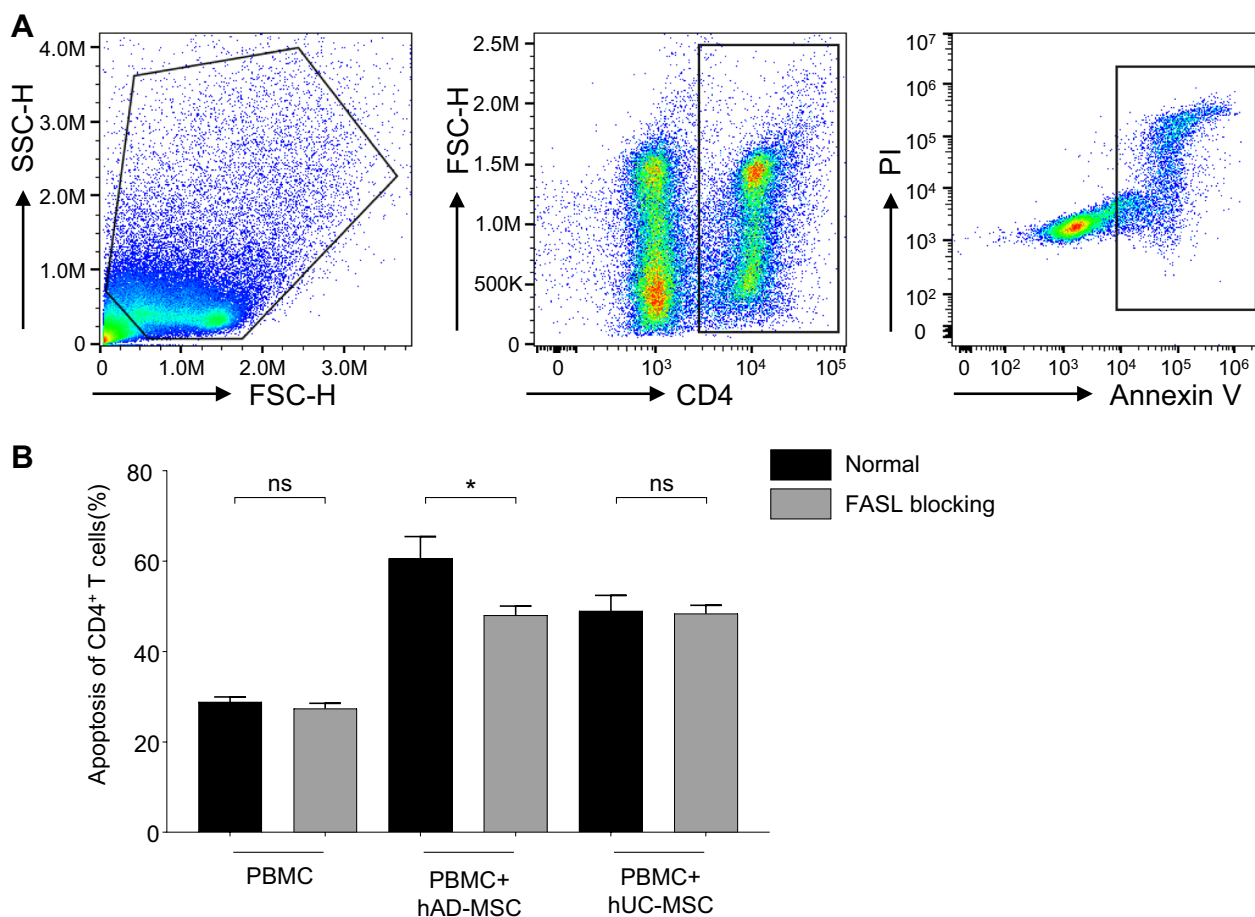 A
SSC-H
4.0M
3.0M
2.0M
1.0M
0
1.0M
2.0M
3.0M
0
FSC-H
FSC-H
2.5M
2.0M
1.5M
1.0M
500K
0
0
10³
10⁴
10⁵
CD4
PI
10⁷
10⁶
10⁵
10⁴
10³
10²
0
0
10²
10³
10⁴
10⁵
10⁶
Annexin V
B
Apoptosis of CD4⁺ T cells(%)
80
60
40
20
0
ns
*
ns
Normal
FASL blocking
PBMC
PBMC+
hAD-MSC
PBMC+
hUC-MSC